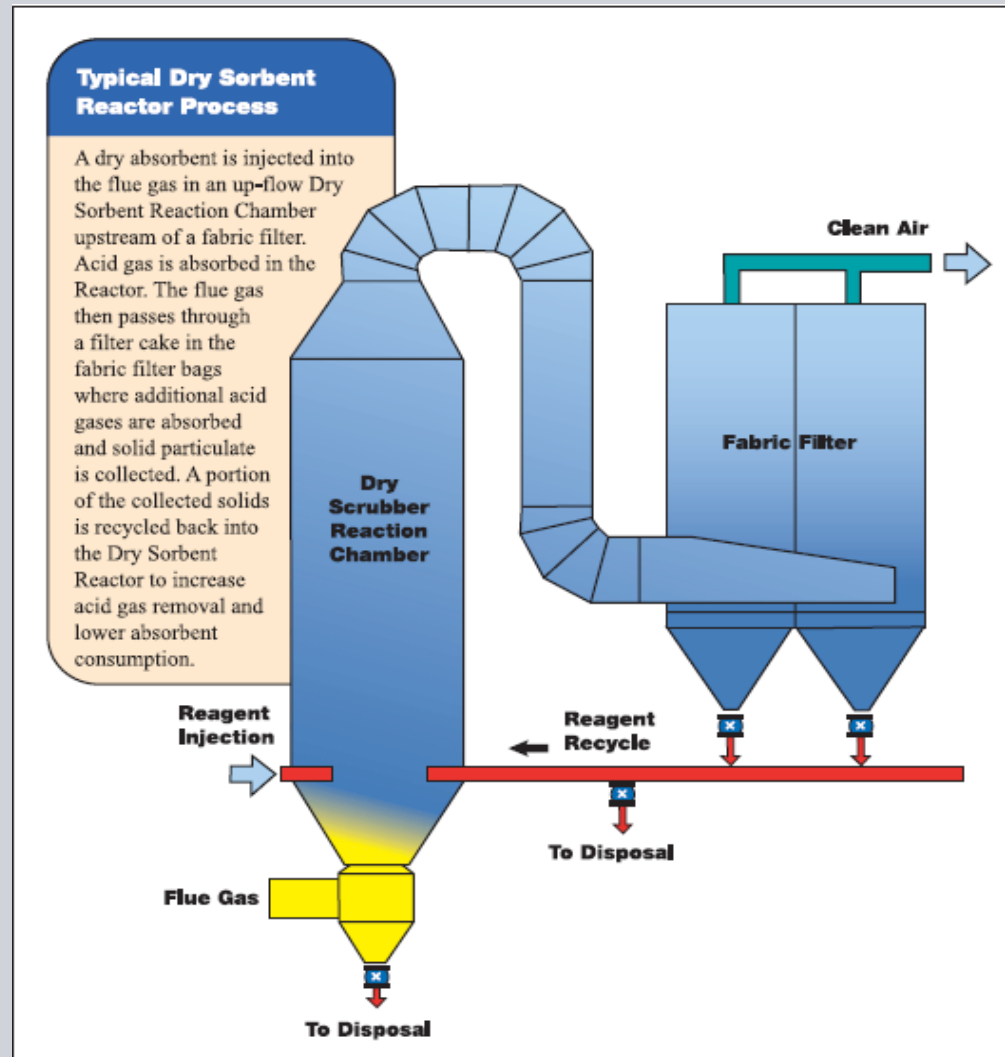 Typical Dry Sorbent
Reactor Process
A dry absorbent is injected into
the flue gas in an up-flow Dry
Sorbent Reaction Chamber
upstream of a fabric filter.
Acid gas is absorbed in the
Reactor. The flue gas
then passes through
a filter cake in the
fabric filter bags
where additional acid
gases are absorbed
and solid particulate
is collected. A portion
of the collected solids
is recycled back into
the Dry Sorbent
Reactor to increase
acid gas removal and
lower absorbent
consumption.
Clean Air
Fabric Filter
Dry
Scrubber
Reaction
Chamber
Reagent
Injection
Reagent
Recycle
To Disposal
Flue Gas
To Disposal